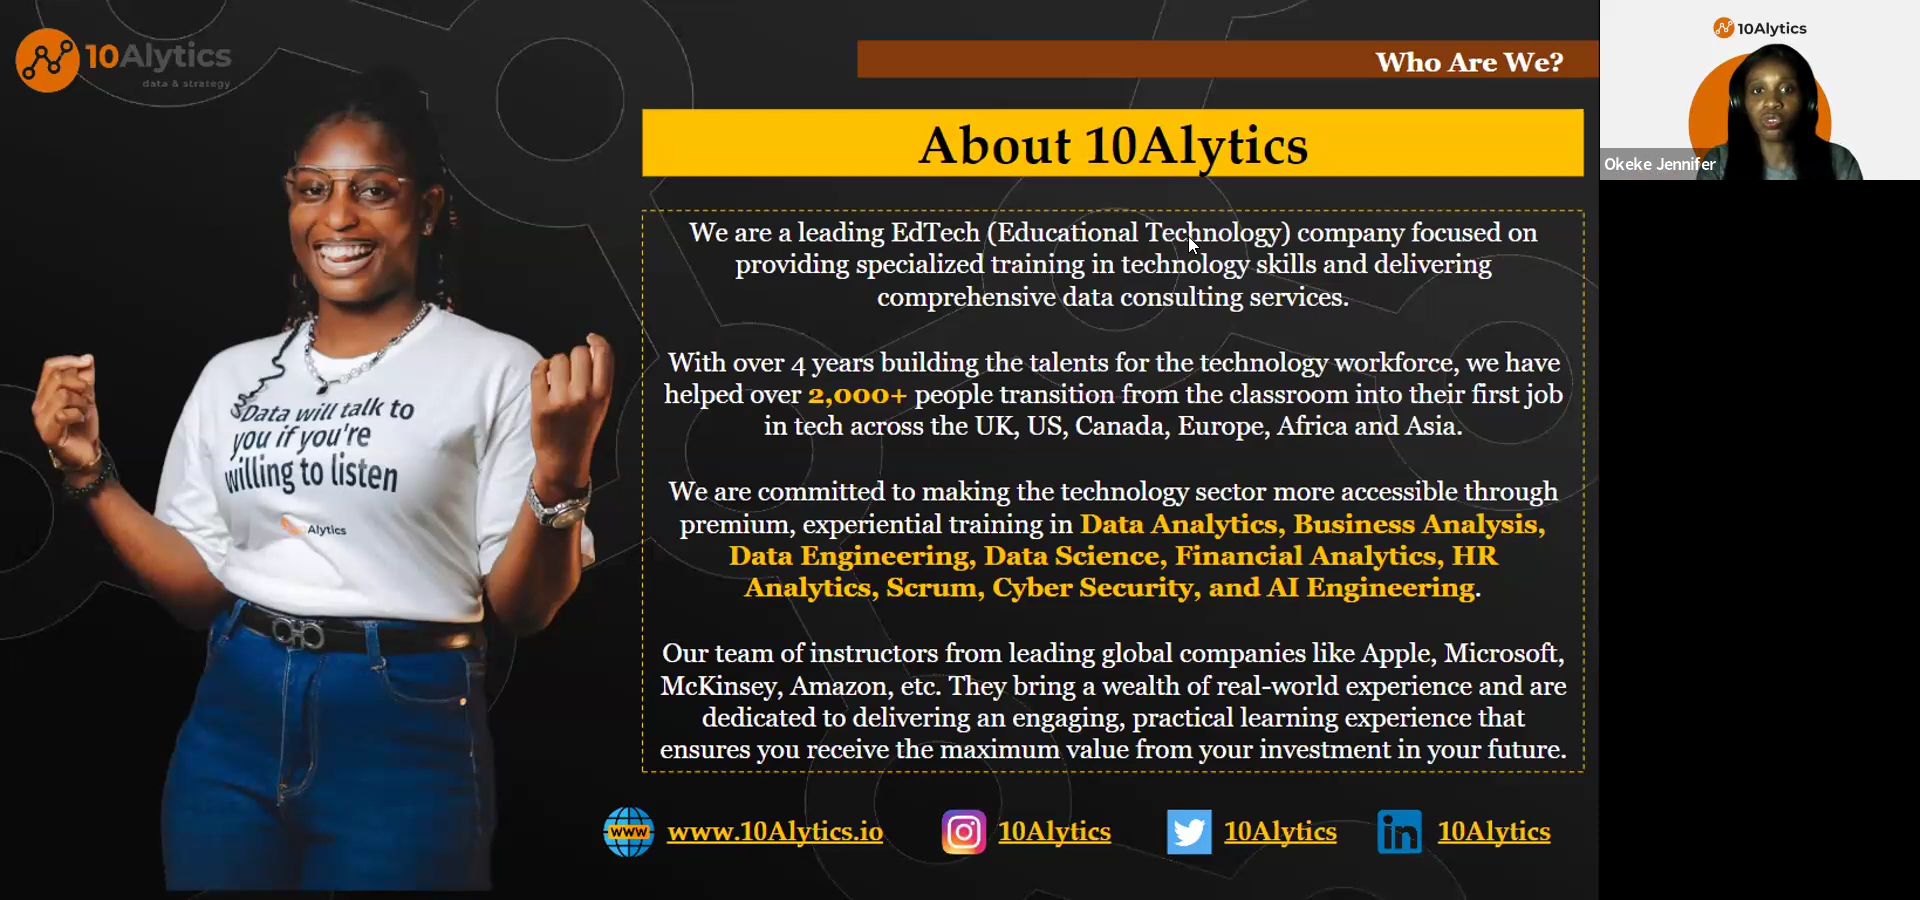 10Alytics
data & strategy
Who Are We?
10Alytics
Okeke Jennifer
About 10Alytics
We are a leading EdTech (Educational Technology) company focused on
providing specialized training in technology skills and delivering
comprehensive data consulting services.
With over 4 years building the talents for the technology workforce, we have
helped over 2,000+ people transition from the classroom into their first job
in tech across the UK, US, Canada, Europe, Africa and Asia.
We are committed to making the technology sector more accessible through
premium, experiential training in Data Analytics, Business Analysis,
Data Engineering, Data Science, Financial Analytics, HR
Analytics, Scrum, Cyber Security, and AI Engineering.
Our team of instructors from leading global companies like Apple, Microsoft,
McKinsey, Amazon, etc. They bring a wealth of real-world experience and are
dedicated to delivering an engaging, practical learning experience that
ensures you receive the maximum value from your investment in your future.
Data will talk to
you if you're
willing to listen
10Alytics
WWW
www.10Alytics.io
10Alytics
10Alytics
in
10Alytics